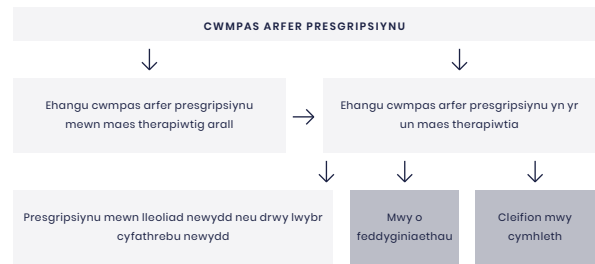 CWMPAS ARFER PRESGRIPSIYNU
Ehangu cwmpas arfer presgripsiynu
mewn maes therapiwtig arall
Ehangu cwmpas arfer presgripsiynu yn yr
un maes therapiwtia
Presgripsiynu mewn lleoliad newydd neu drwy lwybr
cyfathrebu newydd
Mwy o
feddyginiaethau
Cleifion mwy
cymhleth